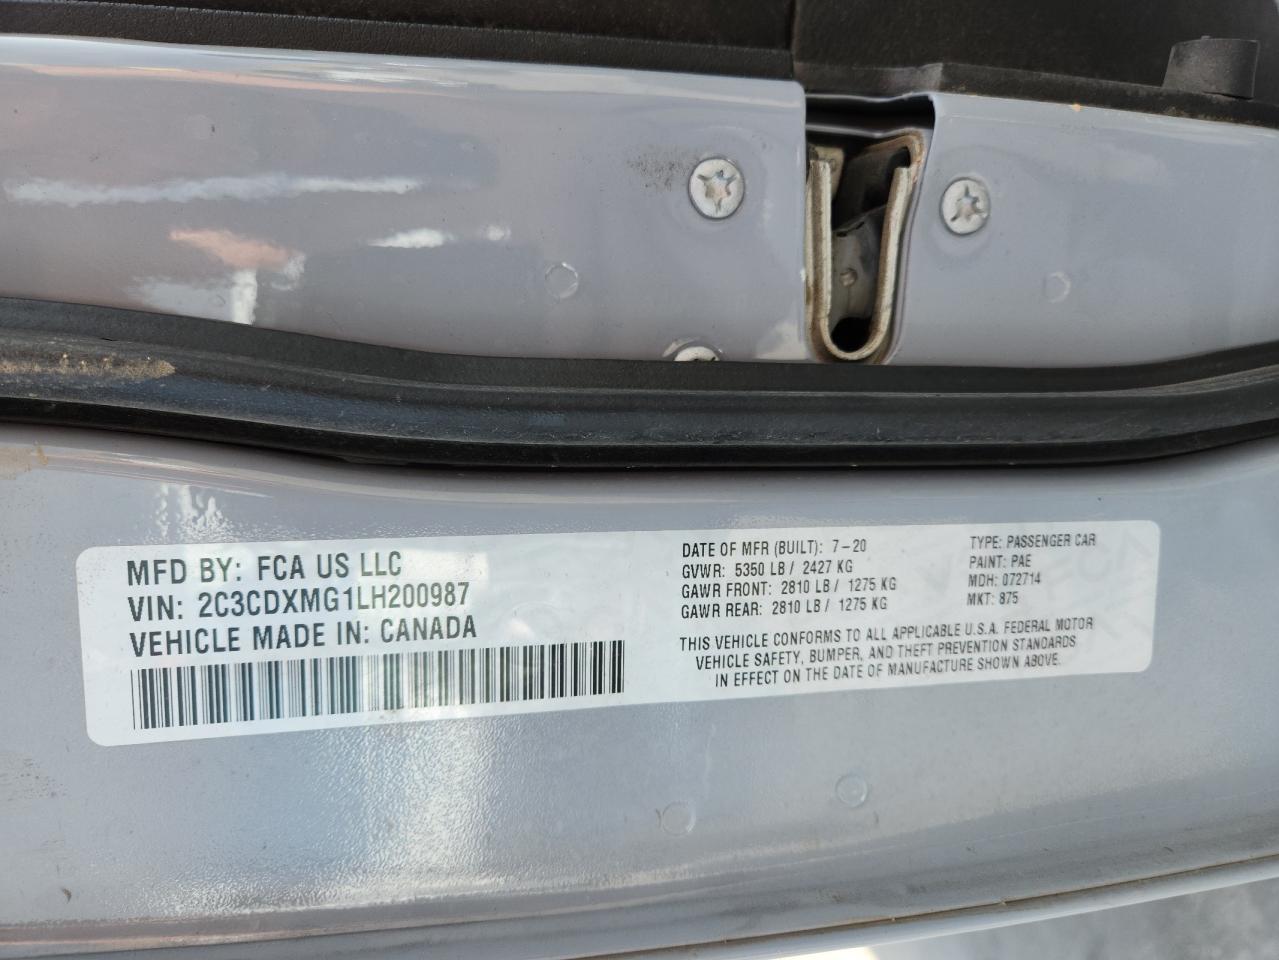 MFD BY: FCA US LLC
VIN: 2C3CDXMG1LH200987
VEHICLE MADE IN: CANADA
DATE OF MFR (BUILT): 7-20
GVWR: 5350 LB / 2427 KG
GAWR FRONT: 2810 LB / 1275 KG
GAWR REAR: 2810 LB / 1275 KG
TYPE: PASSENGER CAR
PAINT: PAE
MDH: 072714
MKT: 875
THIS VEHICLE CONFORMS TO ALL APPLICABLE U.S.A. FEDERAL MOTOR
VEHICLE SAFETY, BUMPER, AND THEFT PREVENTION STANDARDS
IN EFFECT ON THE DATE OF MANUFACTURE SHOWN ABOVE.